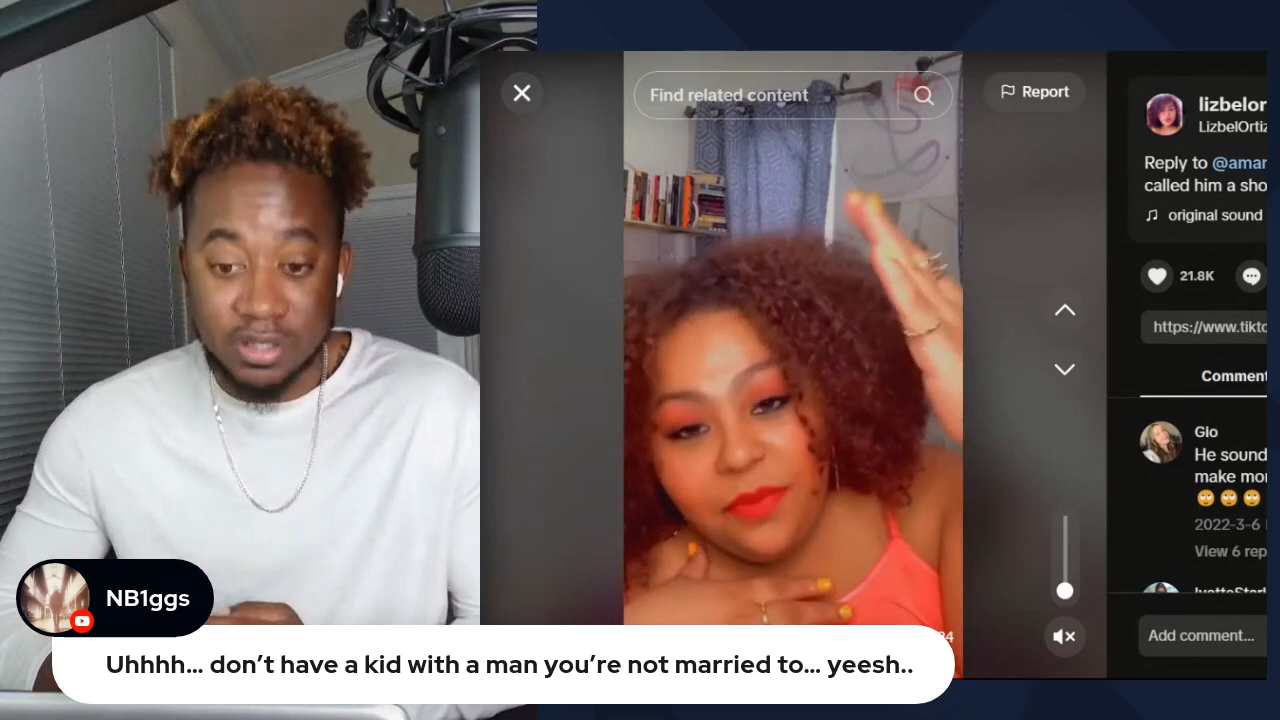 Find related content
Report
lizbelor
LizbelOrtiz
Reply to @amar
called him a sho
original sound
21.8K
https://www.tikto
Comment
Glo
He sound
make mor
🙄🙄🙄
2022-3-6
View 6 rep
IvetteStarl
Add comment...
NB1ggs
Uhhhh... don’t have a kid with a man you’re not married to... yeesh..